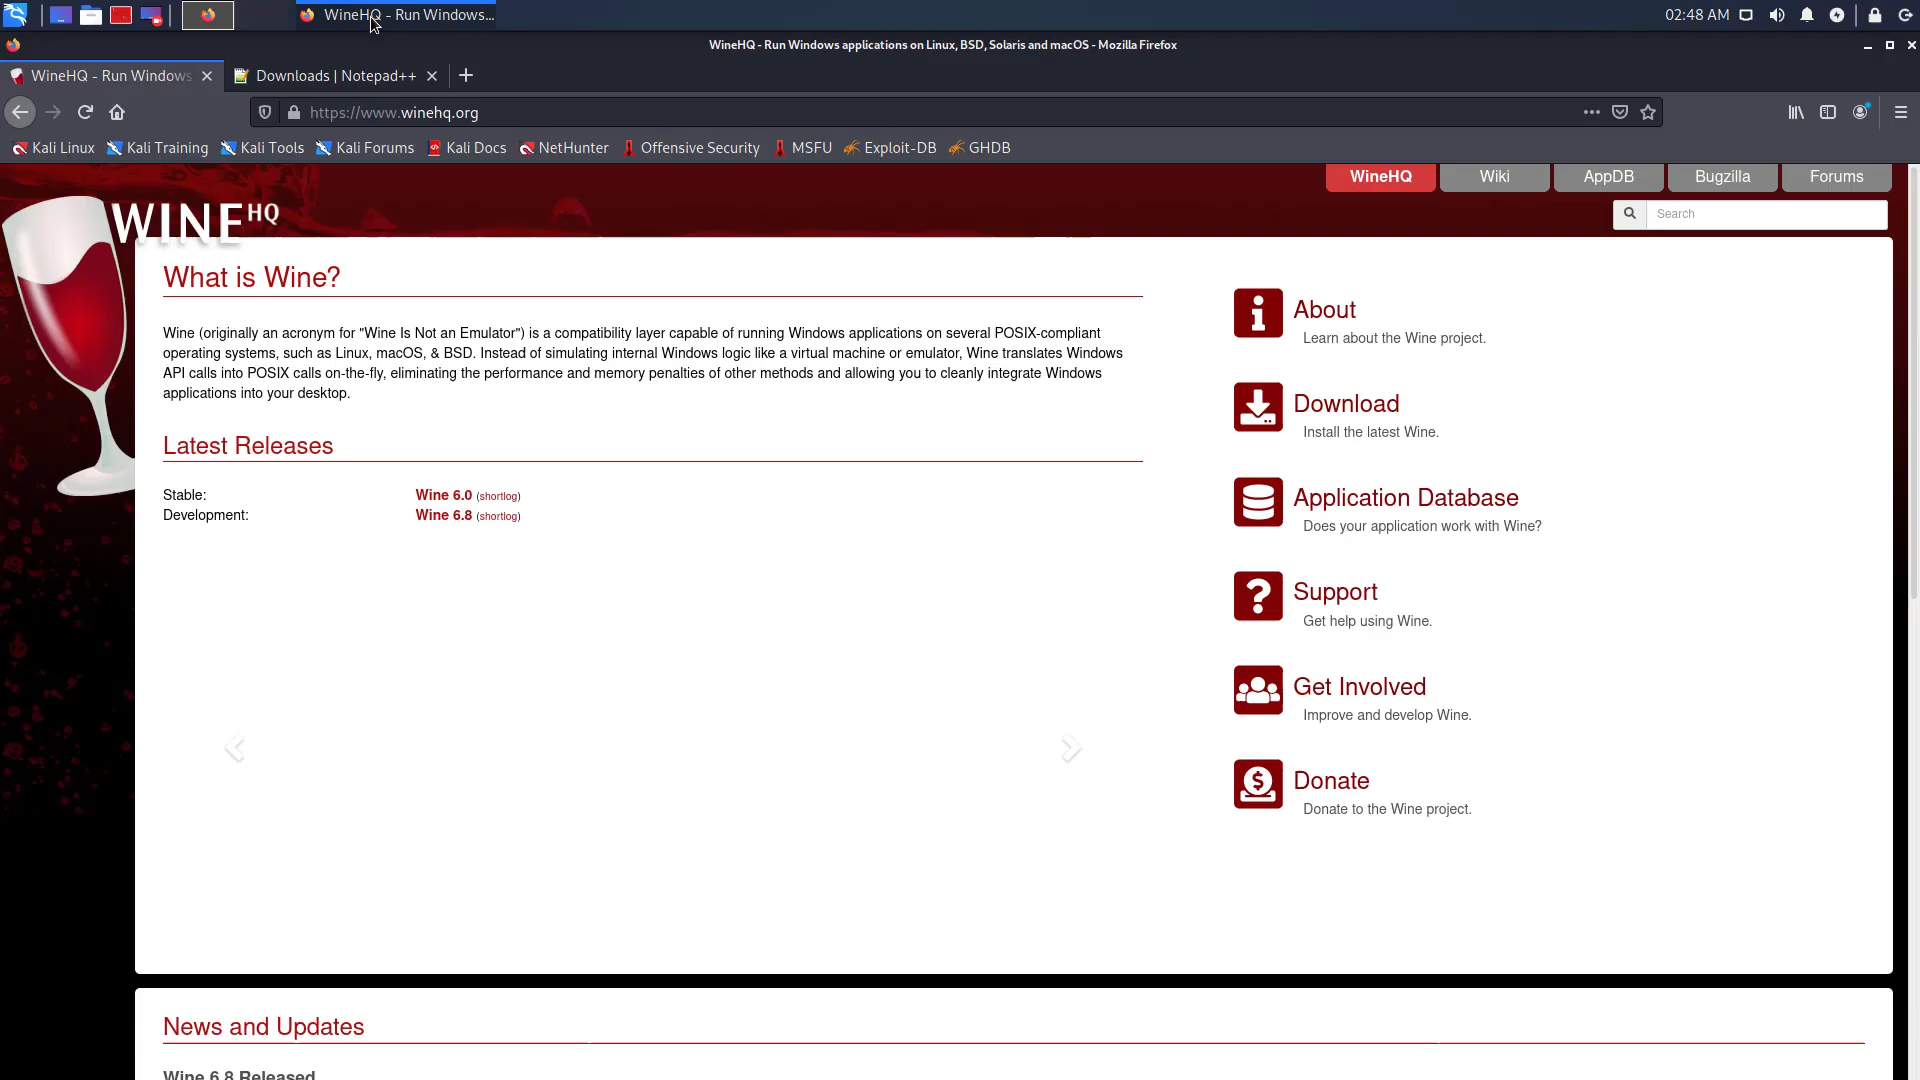 WineHQ - Run Windows...
02:48 AM
WineHQ - Run Windows applications on Linux, BSD, Solaris and macOS - Mozilla Firefox
WineHQ - Run Windows
Downloads | Notepad++
https://www.winehq.org
Kali Linux
Kali Training
Kali Tools
Kali Forums
Kali Docs
NetHunter
Offensive Security
MSFU
Exploit-DB
GHDB
WineHQ
Wiki
AppDB
Bugzilla
Forums
WINE HQ
Search
What is Wine?
Wine (originally an acronym for "Wine Is Not an Emulator") is a compatibility layer capable of running Windows applications on several POSIX-compliant
operating systems, such as Linux, macOS, & BSD. Instead of simulating internal Windows logic like a virtual machine or emulator, Wine translates Windows
API calls into POSIX calls on-the-fly, eliminating the performance and memory penalties of other methods and allowing you to cleanly integrate Windows
applications into your desktop.
Latest Releases
Stable: Wine 6.0 (shortlog)
Development: Wine 6.8 (shortlog)
About
Learn about the Wine project.
Download
Install the latest Wine.
Application Database
Does your application work with Wine?
Support
Get help using Wine.
Get Involved
Improve and develop Wine.
Donate
Donate to the Wine project.
News and Updates
Wine 6.8 Released